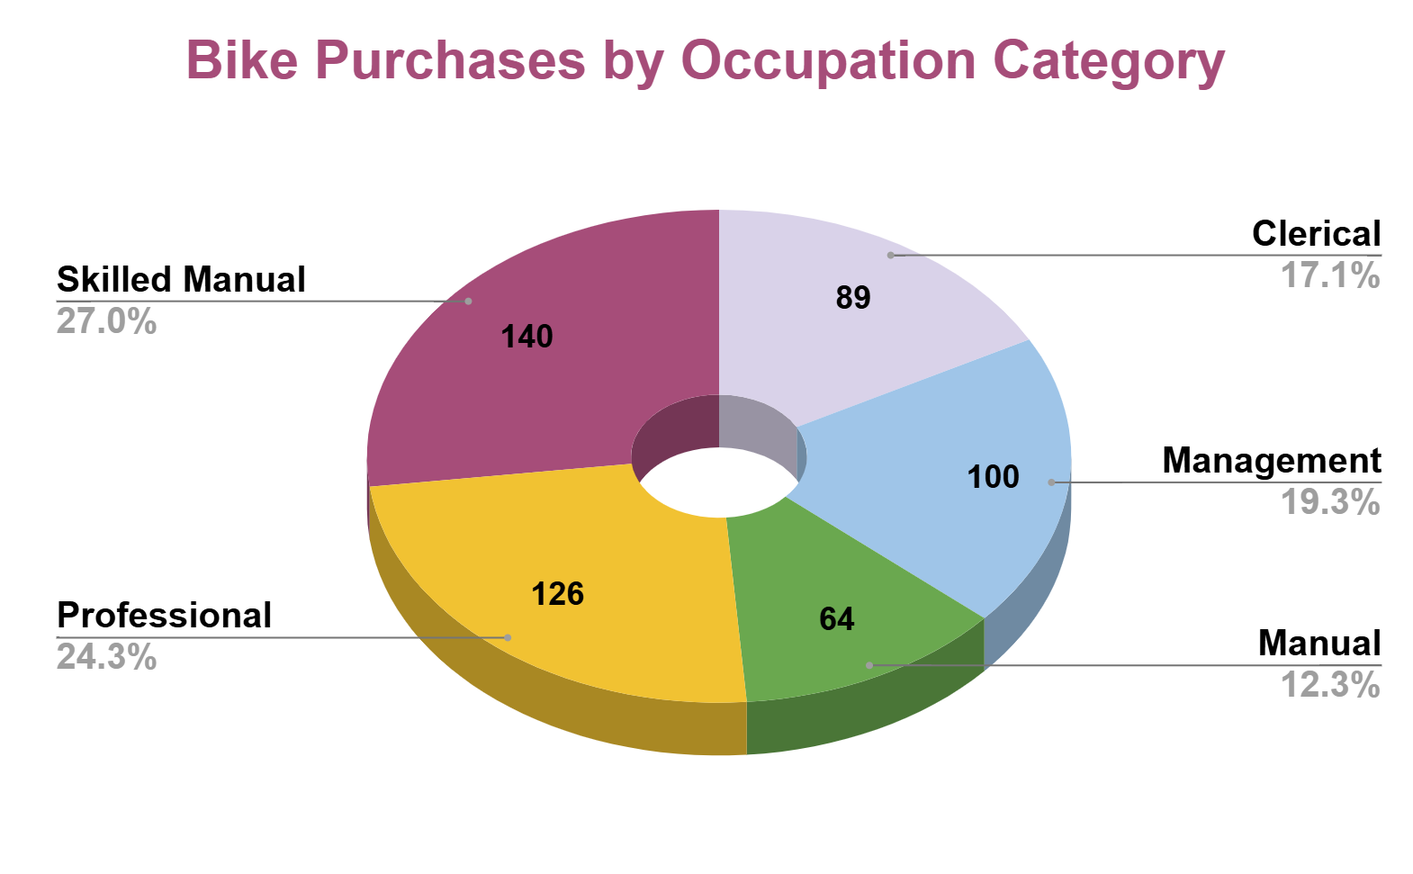 Bike Purchases by Occupation Category
Clerical
17.1%
89
Skilled Manual
27.0%
140
Management
19.3%
100
Professional
24.3%
126
64
Manual
12.3%